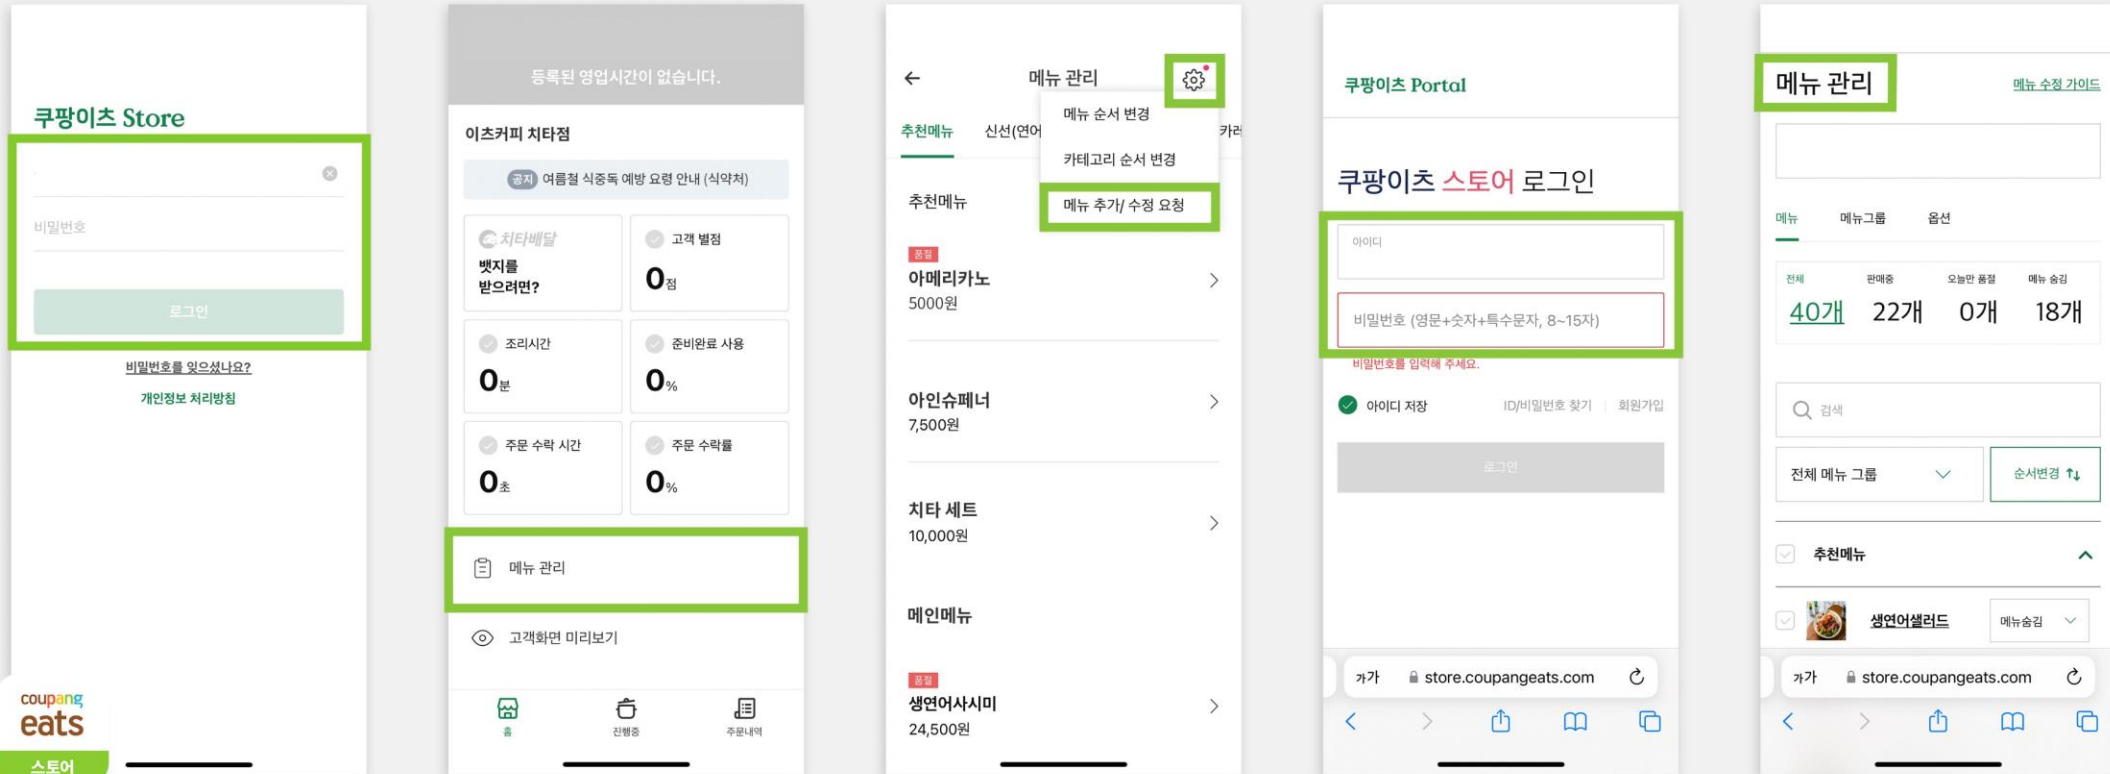 쿠팡이츠 Store
비밀번호
로그인
비밀번호를 잊으셨나요?
개인정보 처리방침
coupang
eats
스토어
등록된 영업시간이 없습니다.
이츠커피 치타점
공지 여름철 식중독 예방 요령 안내 (식약처)
치타배달
뱃지를
받으려면?
고객 별점
0점
조리시간
0분
준비완료 사용
0%
주문 수락 시간
0초
주문 수락률
0%
메뉴 관리
고객화면 미리보기
홈
진행중
주문내역
메뉴 관리
메뉴 순서 변경
카테고리 순서 변경
메뉴 추가/ 수정 요청
추천메뉴 신선(연어 카레
추천메뉴
품절
아메리카노
5000원
아인슈페너
7,500원
치타 세트
10,000원
메인메뉴
품절
생연어사시미
24,500원
쿠팡이츠 Portal
쿠팡이츠 스토어 로그인
아이디
비밀번호 (영문+숫자+특수문자, 8~15자)
비밀번호를 입력해 주세요.
아이디 저장 ID/비밀번호 찾기 | 회원가입
로그인
가가 store.coupangeats.com
메뉴 관리 메뉴 수정 가이드
메뉴 메뉴그룹 옵션
전체 판매중 오늘만 품절 메뉴 숨김
40개 22개 0개 18개
검색
전체 메뉴 그룹 순서변경
추천메뉴
생연어샐러드 메뉴숨김
가가 store.coupangeats.com